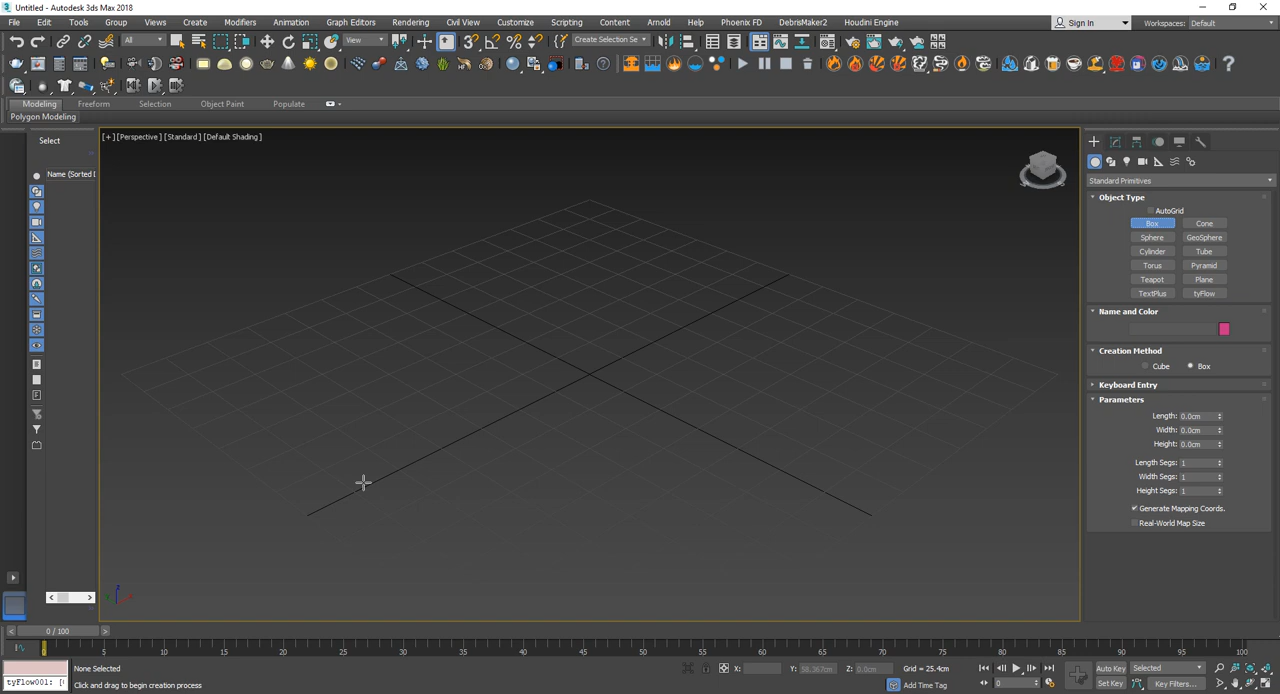 Untitled - Autodesk 3ds Max 2018
File Edit Tools Group Views Create Modifiers Animation Graph Editors Rendering Civil View Customize Scripting Content Arnold Help Phoenix FD DebrisMaker2 Houdini Engine Sign In Workspaces: Default
All View Create Selection Se
Modeling Freeform Selection Object Paint Populate
Polygon Modeling
[+] [Perspective] [Standard] [Default Shading]
Select
Name (Sorted
Standard Primitives
Object Type
AutoGrid
Box Cone
Sphere GeoSphere
Cylinder Tube
Torus Pyramid
Teapot Plane
TextPlus tyFlow
Name and Color
Creation Method
Cube Box
Keyboard Entry
Parameters
Length: 0.0cm
Width: 0.0cm
Height: 0.0cm
Length Segs: 1
Width Segs: 1
Height Segs: 1
Generate Mapping Coords.
Real-World Map Size
z
< 0 / 100 >
0 5 10 15 20 25 30 35 40 45 50 55 60 65 70 75 80 85 90 95 100
None Selected X: Y: 58.367cm Z: 0.0cm Grid = 25.4cm Auto Key Selected
tyFlow001: [ Click and drag to begin creation process Add Time Tag 0 Set Key Key Filters...